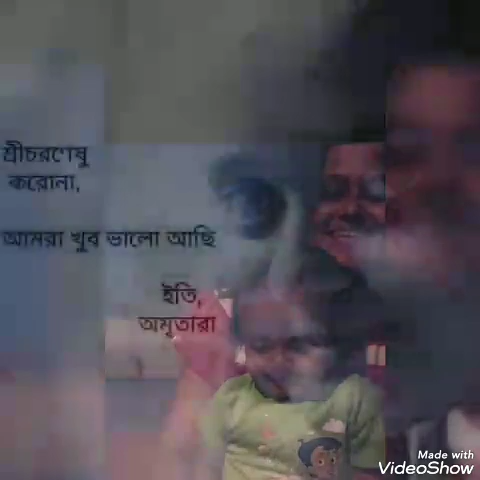 শ্রীচরণেষু
করোনা,
আমরা খুব ভালো আছি
ইতি,
অমৃতারা
Made with
VideoShow